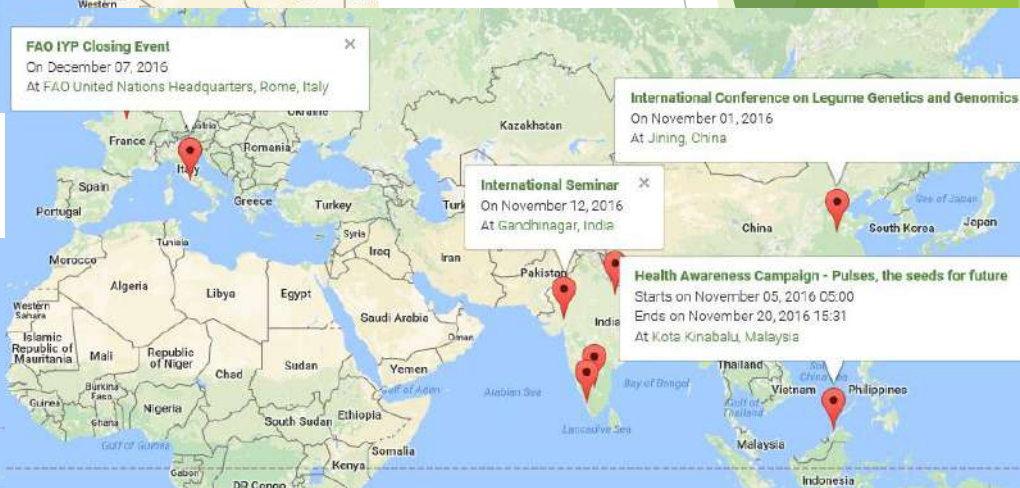 Western
FAO IYP Closing Event
On December 07, 2016
At FAO United Nations Headquarters, Rome, Italy
International Conference on Legume Genetics and Genomics
On November 01, 2016
At Jining, China
International Seminar
On November 12, 2016
At Gandhinagar, India
Health Awareness Campaign - Pulses, the seeds for future
Starts on November 05, 2016 05:00
Ends on November 20, 2016 15:31
At Kota Kinabalu, Malaysia
Ukraine
Kazakhstan
France
Romania
Italy
Spain
Portugal
Greece
Turkey
China
South Korea
Sea of Japan
Japan
Tunisia
Syria
Iraq
Iran
Morocco
Pakistan
Algeria
Libya
Egypt
Western
Sahara
Saudi Arabia
Oman
India
Islamic
Republic of
Mauritania
Mali
Republic
of Niger
Chad
Sudan
Yemen
Gulf of Aden
Arabian Sea
Bay of Bengal
Thailand
Vietnam
Philippines
Gulf of
Thailand
Burkina
Faso
Guinea
Ghana
Nigeria
South Sudan
Ethiopia
Laccadive Sea
Gulf of Guinea
Somalia
Malaysia
Gabon
Kenya
DR Congo
Indonesia